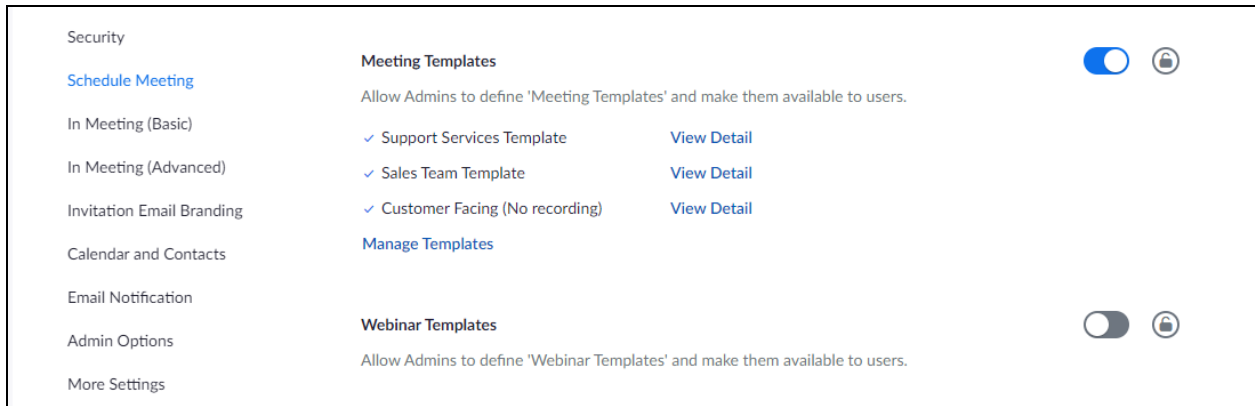 Security
Schedule Meeting
In Meeting (Basic)
In Meeting (Advanced)
Invitation Email Branding
Calendar and Contacts
Email Notification
Admin Options
More Settings
Meeting Templates
Allow Admins to define 'Meeting Templates' and make them available to users.
Support Services Template View Detail
Sales Team Template View Detail
Customer Facing (No recording) View Detail
Manage Templates
Webinar Templates
Allow Admins to define 'Webinar Templates' and make them available to users.